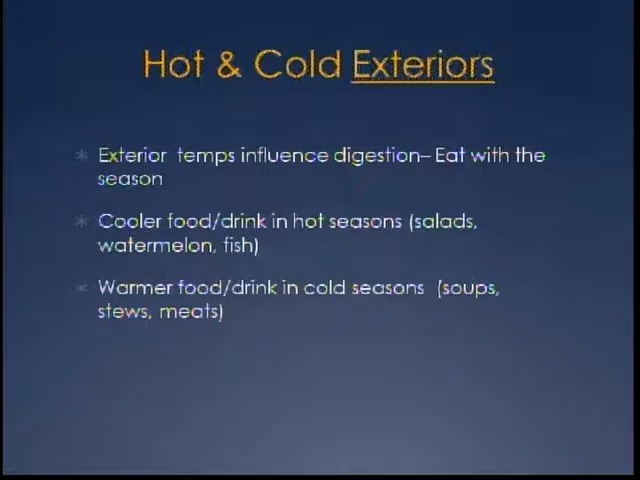 Hot & Cold Exteriors
Exterior temps influence digestion– Eat with the
season
Cooler food/drink in hot seasons (salads,
watermelon, fish)
Warmer food/drink in cold seasons (soups,
stews, meats)